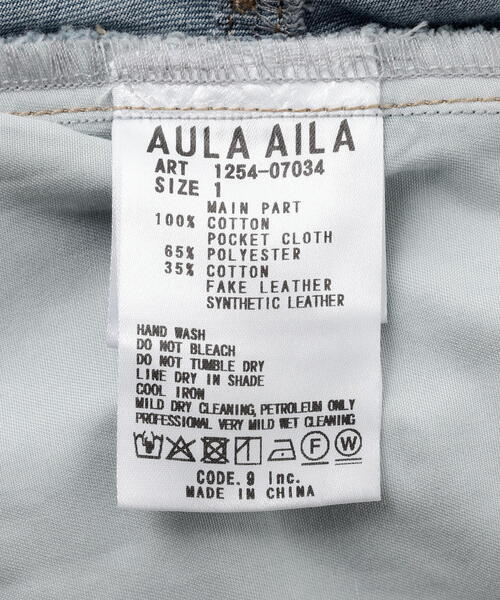 AULA AILA
ART 1254-07034
SIZE 1
MAIN PART
100% COTTON
POCKET CLOTH
65% POLYESTER
35% COTTON
FAKE LEATHER
SYNTHETIC LEATHER
HAND WASH
DO NOT BLEACH
DO NOT TUMBLE DRY
LINE DRY IN SHADE
COOL IRON
MILD DRY CLEANING, PETROLEUM ONLY
PROFESSIONAL VERY MILD WET CLEANING
F W
CODE. 9 Inc.
MADE IN CHINA